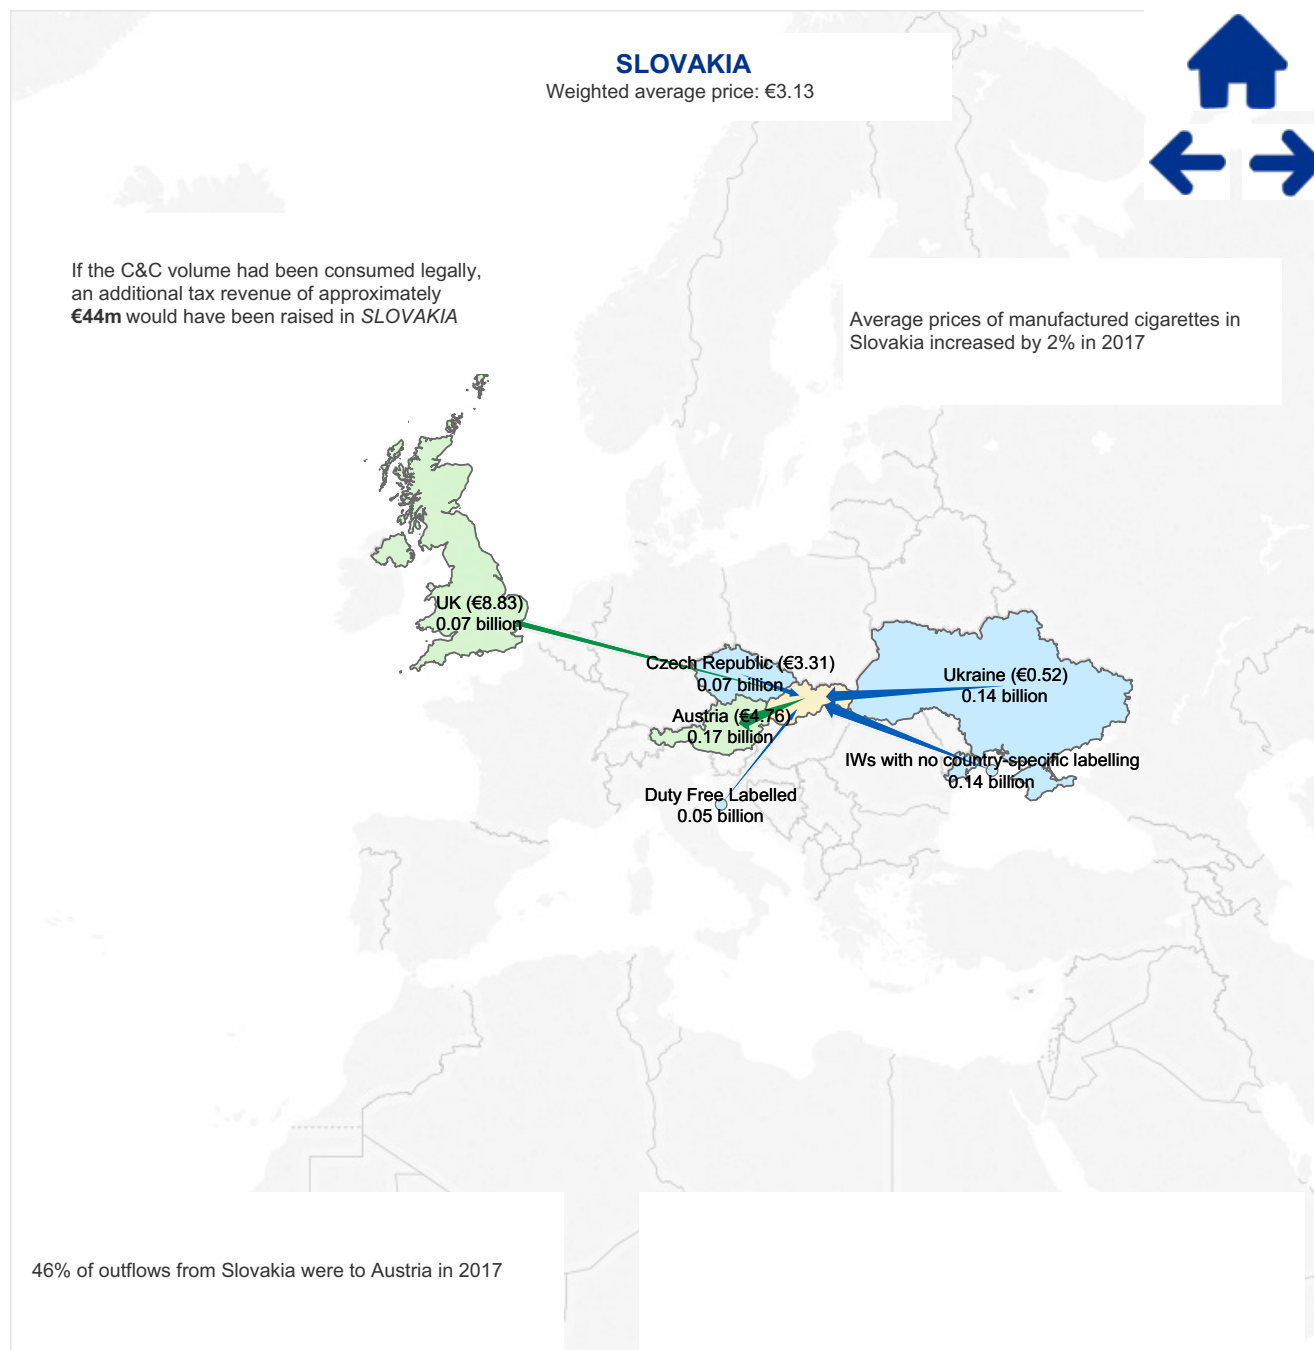 SLOVAKIA
Weighted average price: €3.13
If the C&C volume had been consumed legally,
an additional tax revenue of approximately
€44m would have been raised in SLOVAKIA
Average prices of manufactured cigarettes in
Slovakia increased by 2% in 2017
UK (€8.83)
0.07 billion
Czech Republic (€3.31)
0.07 billion
Ukraine (€0.52)
0.14 billion
Austria (€4.76)
0.17 billion
IWs with no country-specific labelling
0.14 billion
Duty Free Labelled
0.05 billion
46% of outflows from Slovakia were to Austria in 2017